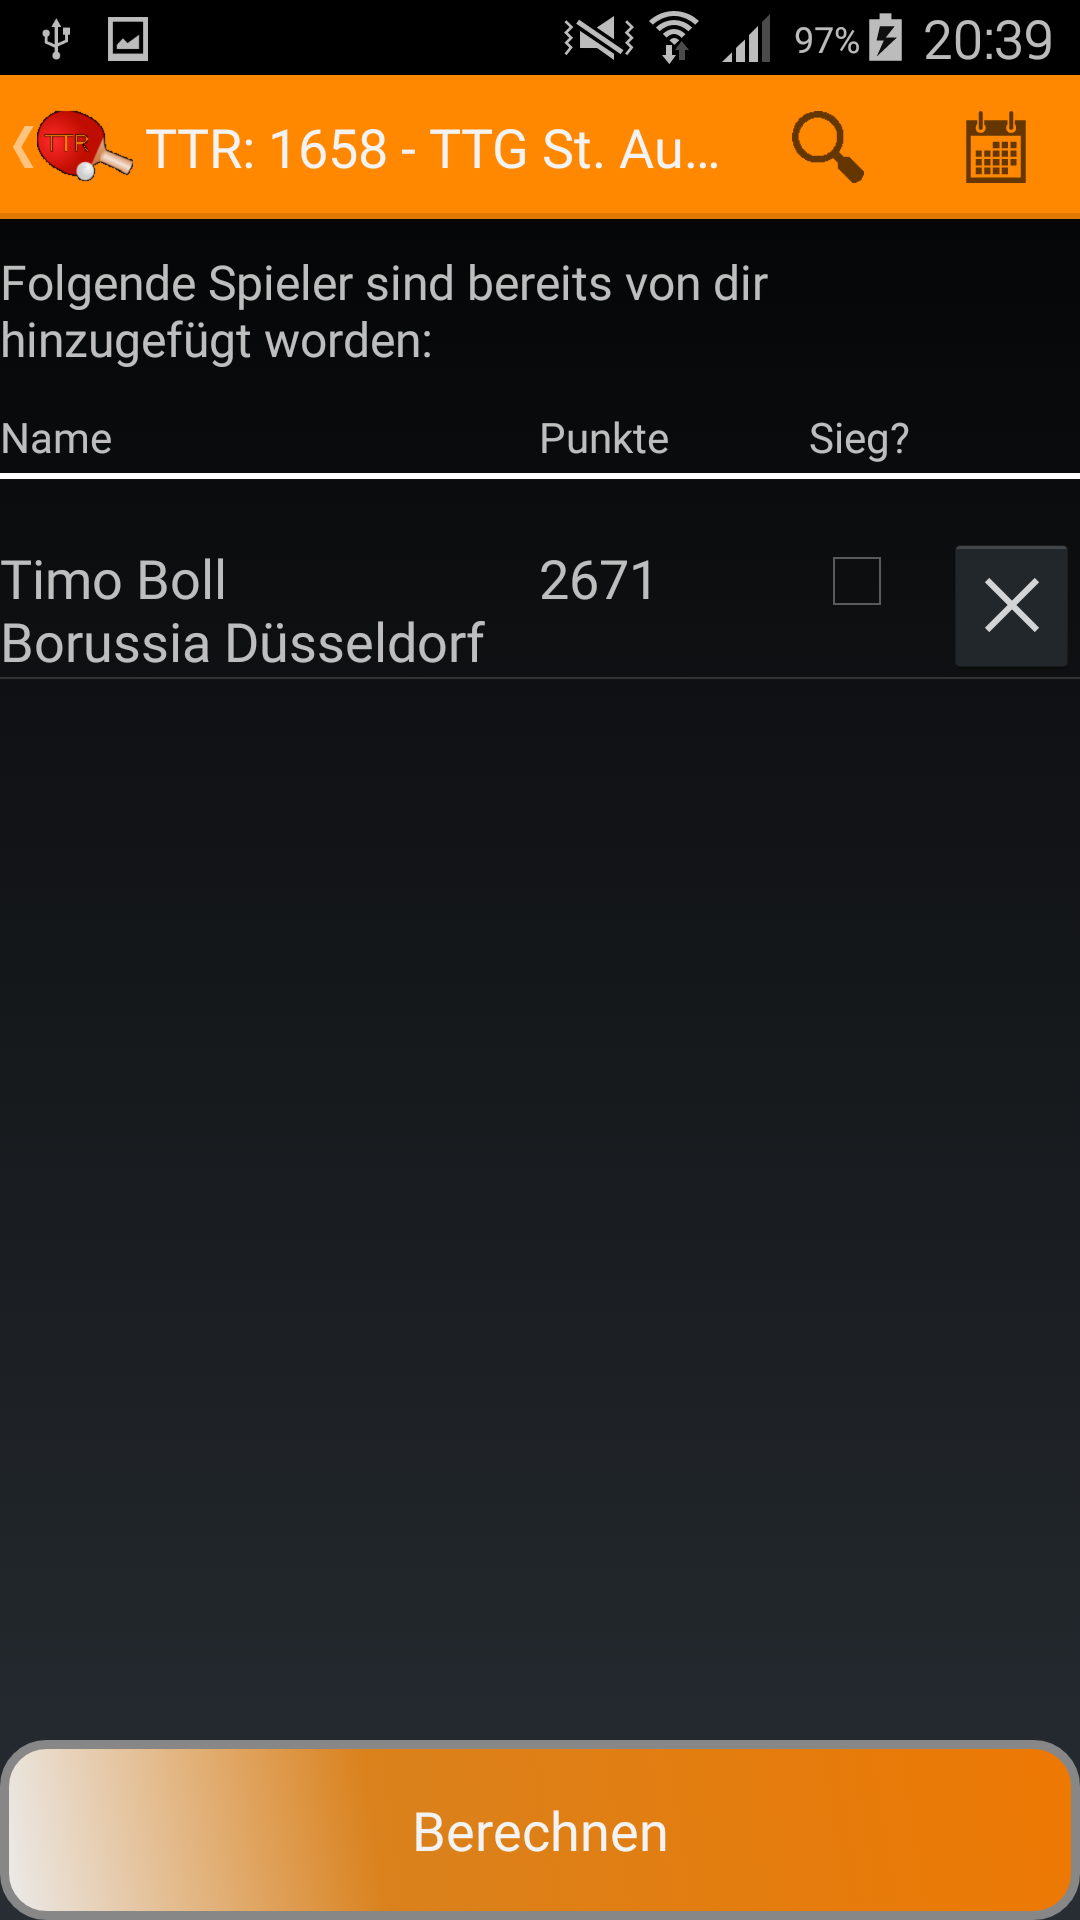 97% 20:39
TTR TTR: 1658 - TTG St. Au...
Folgende Spieler sind bereits von dir
hinzugefügt worden:
Name Punkte Sieg?
Timo Boll 2671
Borussia Düsseldorf
Berechnen